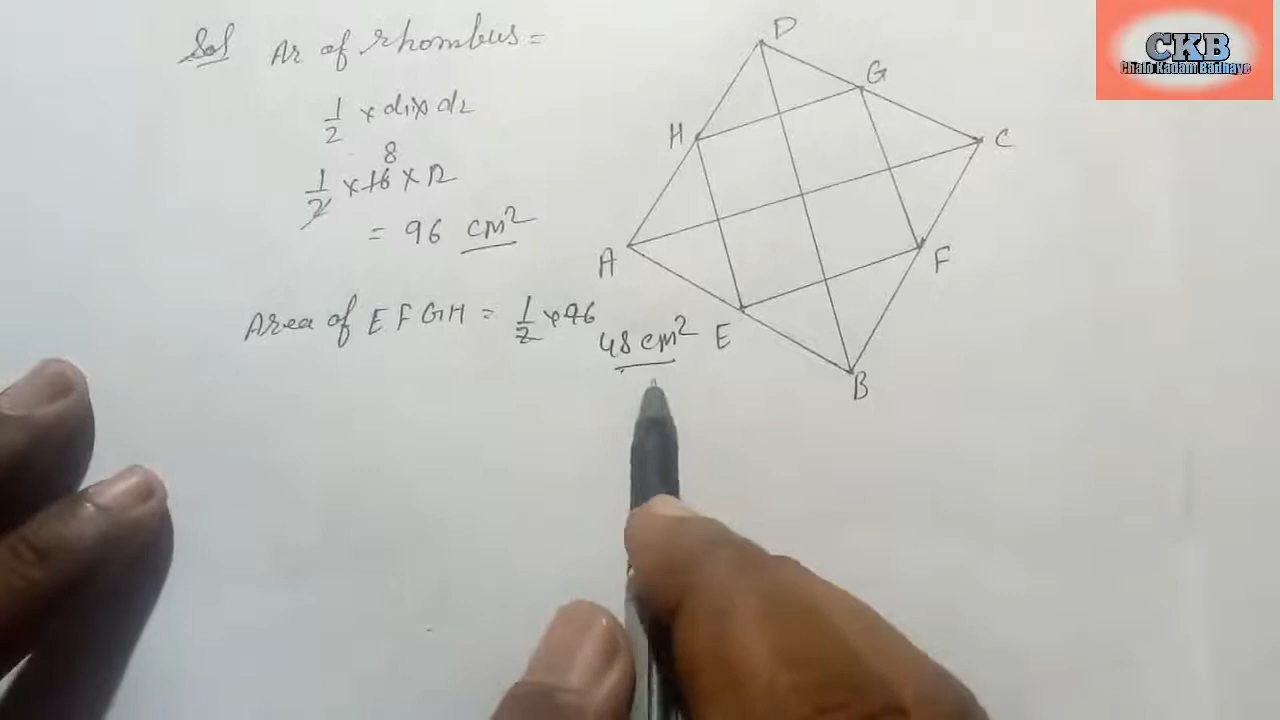 Sol Ar of rhombus =
1/2 × d1 × d2
8
1/2 × 16 × 12
= 96 cm²
Area of EFGH = 1/2 × 96
48 cm²
D
G
H
C
A
F
E
B
CKB
Chalo Kadam Badhaye